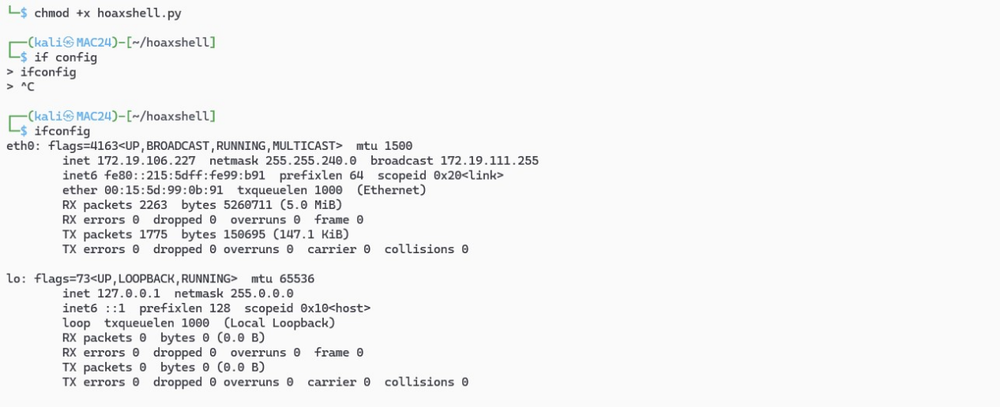 └─$ chmod +x hoaxshell.py
┌──(kali㉿MAC24)-[~/hoaxshell]
└─$ if config
> ifconfig
> ^C
┌──(kali㉿MAC24)-[~/hoaxshell]
└─$ ifconfig
eth0: flags=4163<UP,BROADCAST,RUNNING,MULTICAST>  mtu 1500
        inet 172.19.106.227  netmask 255.255.240.0  broadcast 172.19.111.255
        inet6 fe80::215:5dff:fe99:b91  prefixlen 64  scopeid 0x20<link>
        ether 00:15:5d:99:0b:91  txqueuelen 1000  (Ethernet)
        RX packets 2263  bytes 5260711 (5.0 MiB)
        RX errors 0  dropped 0  overruns 0  frame 0
        TX packets 1775  bytes 150695 (147.1 KiB)
        TX errors 0  dropped 0 overruns 0  carrier 0  collisions 0
lo: flags=73<UP,LOOPBACK,RUNNING>  mtu 65536
        inet 127.0.0.1  netmask 255.0.0.0
        inet6 ::1  prefixlen 128  scopeid 0x10<host>
        loop  txqueuelen 1000  (Local Loopback)
        RX packets 0  bytes 0 (0.0 B)
        RX errors 0  dropped 0  overruns 0  frame 0
        TX packets 0  bytes 0 (0.0 B)
        TX errors 0  dropped 0 overruns 0  carrier 0  collisions 0